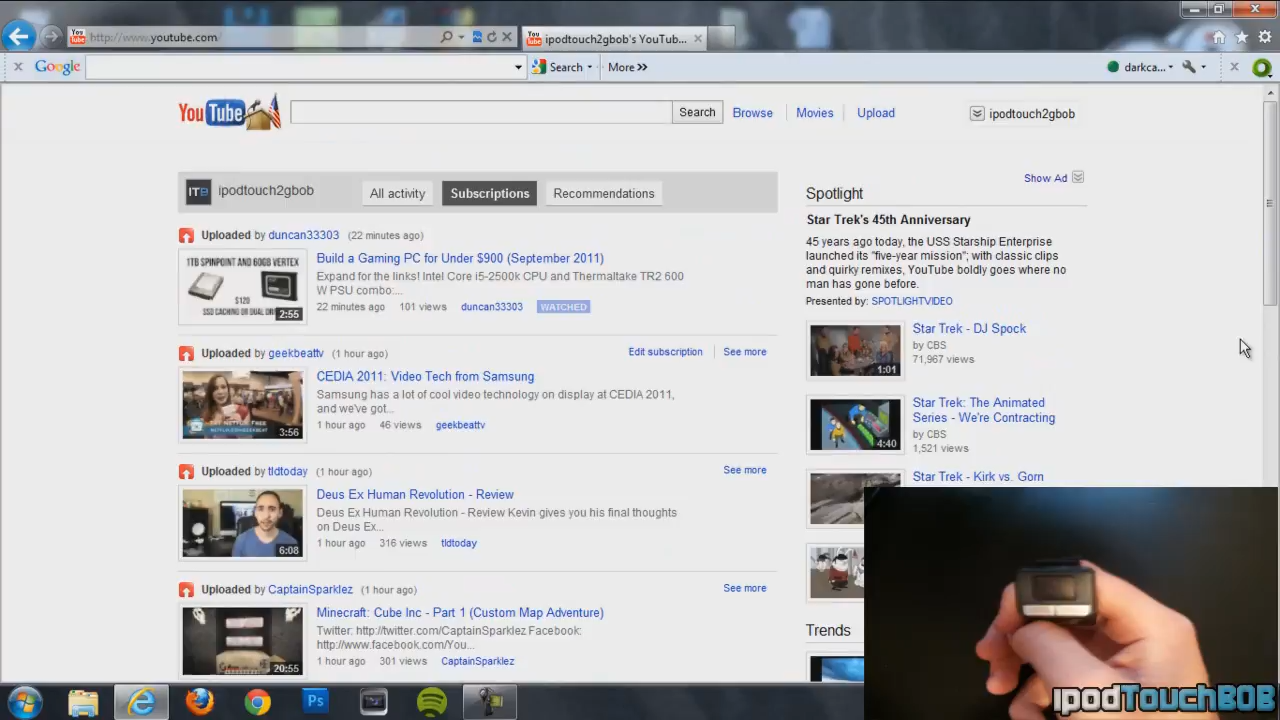 http://www.youtube.com/
ipodtouch2gbob's YouTub...
Google
Search
More »
darkca...
YouTube
Search
Browse
Movies
Upload
ipodtouch2gbob
ITB
ipodtouch2gbob
All activity
Subscriptions
Recommendations
Show Ad
Spotlight
Star Trek's 45th Anniversary
45 years ago today, the USS Starship Enterprise
launched its "five-year mission"; with classic clips
and quirky remixes, YouTube boldly goes where no
man has gone before.
Presented by: SPOTLIGHTVIDEO
Star Trek - DJ Spock
by CBS
71,967 views
1:01
Star Trek: The Animated
Series - We're Contracting
by CBS
1,521 views
4:40
Star Trek - Kirk vs. Gorn
Trends
Uploaded by duncan33303 (22 minutes ago)
1TB SPINPOINT AND 60GB VERTEX
$120
2:55
Build a Gaming PC for Under $900 (September 2011)
Expand for the links! Intel Core i5-2500k CPU and Thermaltake TR2 600
W PSU combo:...
22 minutes ago 101 views duncan33303 WATCHED
Uploaded by geekbeattv (1 hour ago)
Edit subscription
See more
3:56
CEDIA 2011: Video Tech from Samsung
Samsung has a lot of cool video technology on display at CEDIA 2011,
and we've got...
1 hour ago 46 views geekbeattv
Uploaded by tldtoday (1 hour ago)
See more
6:08
Deus Ex Human Revolution - Review
Deus Ex Human Revolution - Review Kevin gives you his final thoughts
on Deus Ex...
1 hour ago 316 views tldtoday
Uploaded by CaptainSparklez (1 hour ago)
See more
20:55
Minecraft: Cube Inc - Part 1 (Custom Map Adventure)
Twitter: http://twitter.com/CaptainSparklez Facebook:
http://www.facebook.com/You...
1 hour ago 301 views CaptainSparklez
Ps
ipodTouchBOB